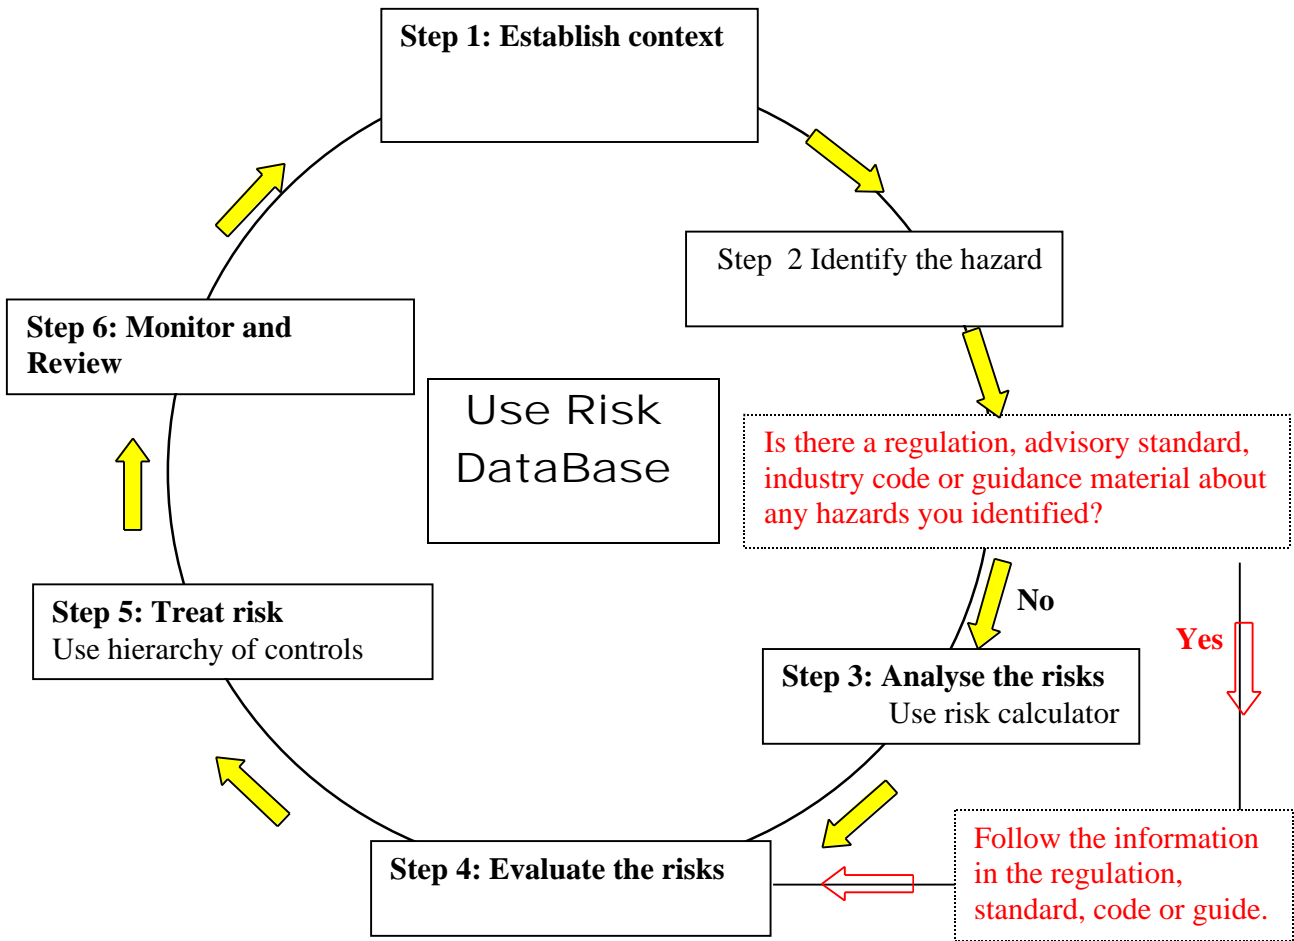 Step 1: Establish context
Step 2 Identify the hazard
Step 6: Monitor and
Review
Use Risk
DataBase
Is there a regulation, advisory standard,
industry code or guidance material about
any hazards you identified?
No
Yes
Step 5: Treat risk
Use hierarchy of controls
Step 3: Analyse the risks
Use risk calculator
Step 4: Evaluate the risks
Follow the information
in the regulation,
standard, code or guide.